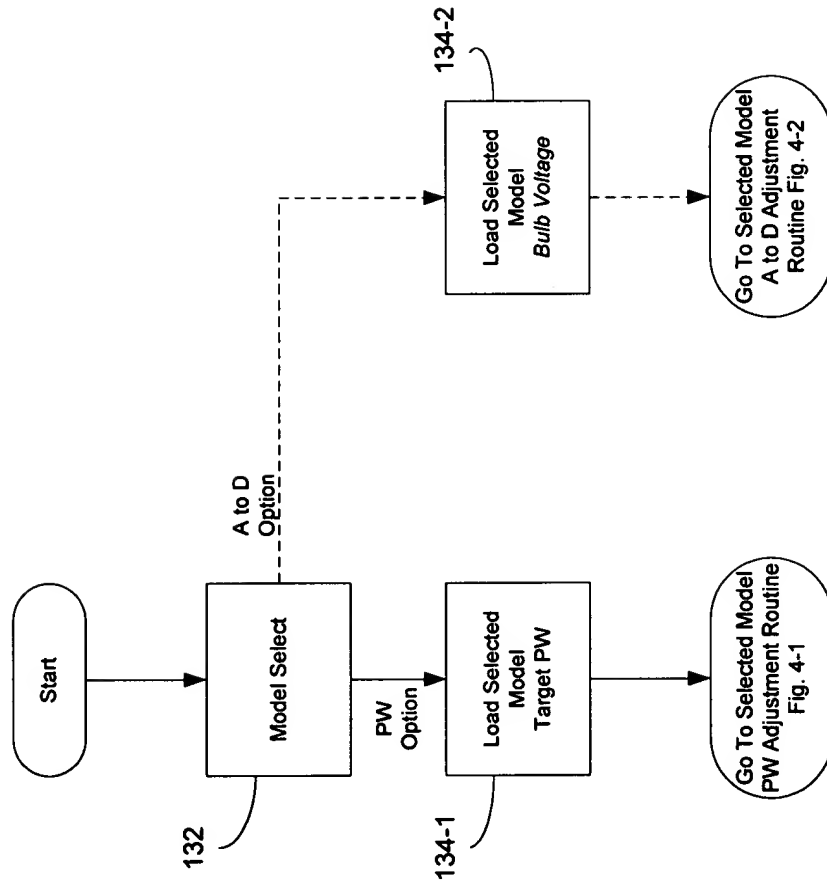 Start
132
Model Select
A to D
Option
PW
Option
134-1
Load Selected
Model
Target PW
134-2
Load Selected
Model
Bulb Voltage
Go To Selected Model
PW Adjustment Routine
Fig. 4-1
Go To Selected Model
A to D Adjustment
Routine Fig. 4-2